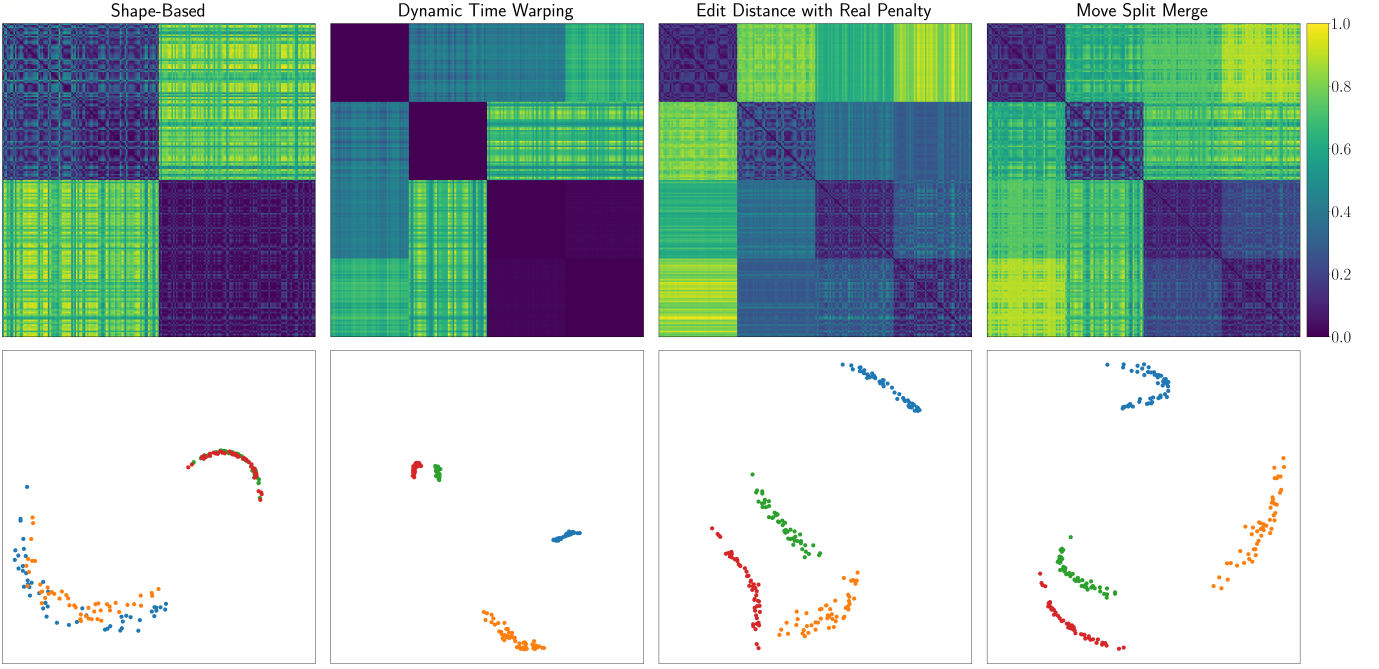 Shape-Based
Dynamic Time Warping
Edit Distance with Real Penalty
Move Split Merge
1.0
0.8
0.6
0.4
0.2
0.0